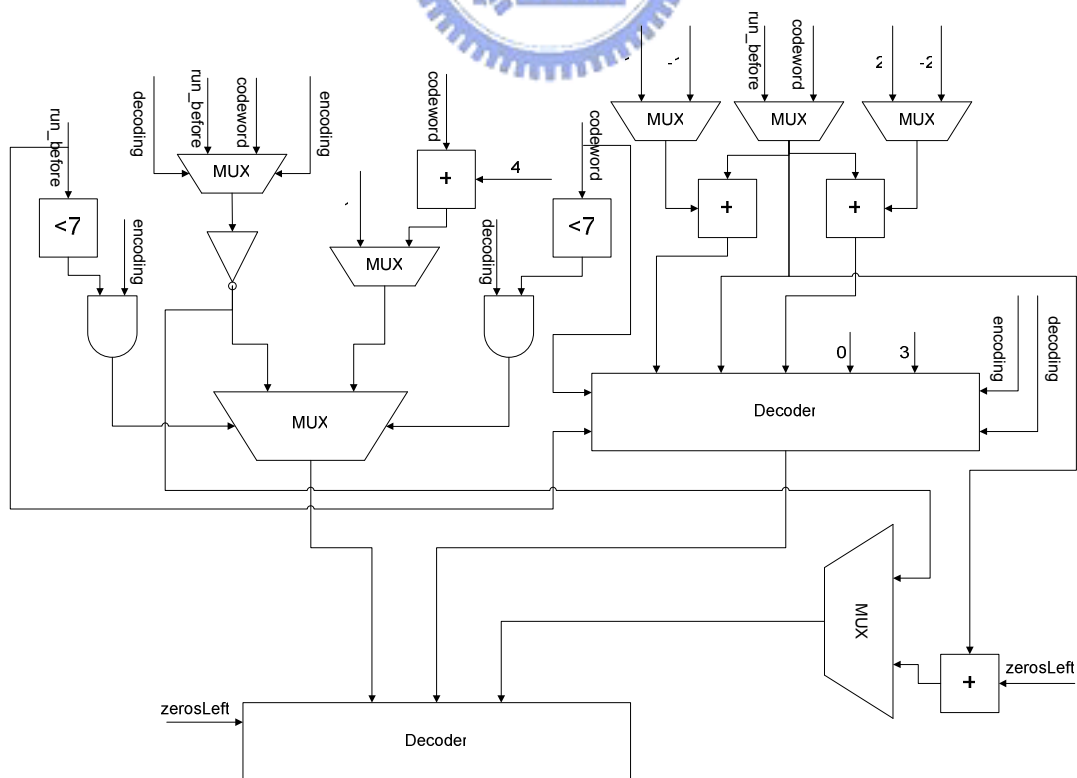 run_before
codeword
2
-2
MUX
MUX
MUX
decoding
run_before
codeword
encoding
codeword
run_before
codeword
MUX
+
4
+
+
<7
encoding
decoding
<7
MUX
encoding
decoding
0
3
MUX
Decoder
MUX
+
zerosLeft
zerosLeft
Decoder